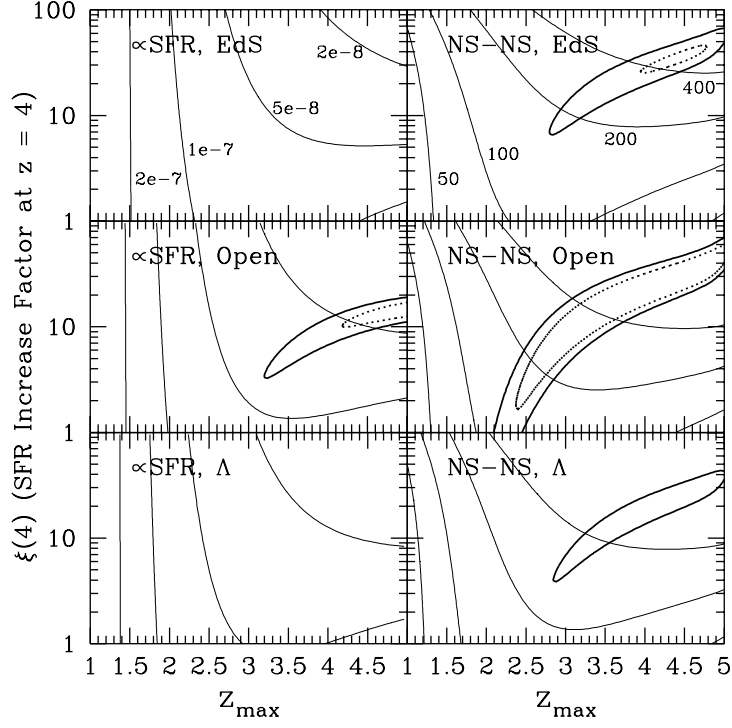 ξ(4) (SFR Increase Factor at z = 4)
100
10
1
∝SFR, EdS
2e−8
5e−8
1e−7
2e−7
NS−NS, EdS
400
200
100
50
10
1
∝SFR, Open
NS−NS, Open
10
1
∝SFR, Λ
NS−NS, Λ
1 1.5 2 2.5 3 3.5 4 4.5 1 1.5 2 2.5 3 3.5 4 4.5 5
Zmax
Zmax